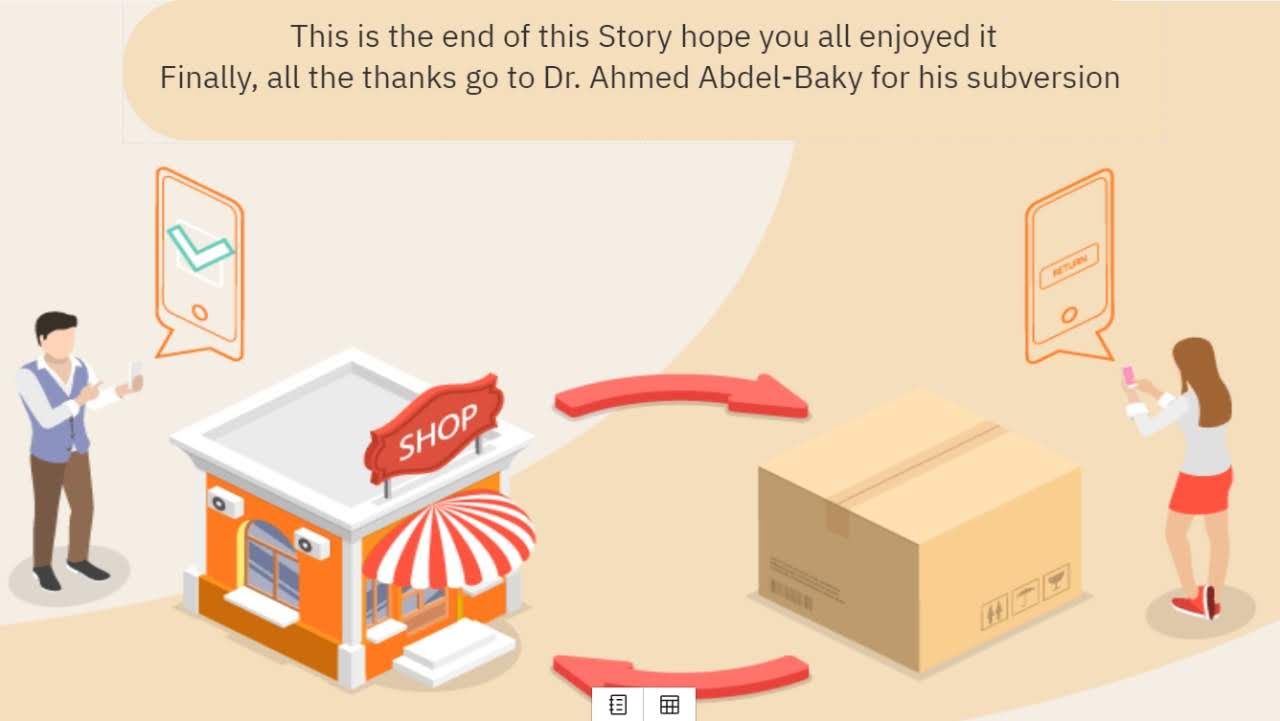 This is the end of this Story hope you all enjoyed it
Finally, all the thanks go to Dr. Ahmed Abdel-Baky for his subversion
RETURN
SHOP